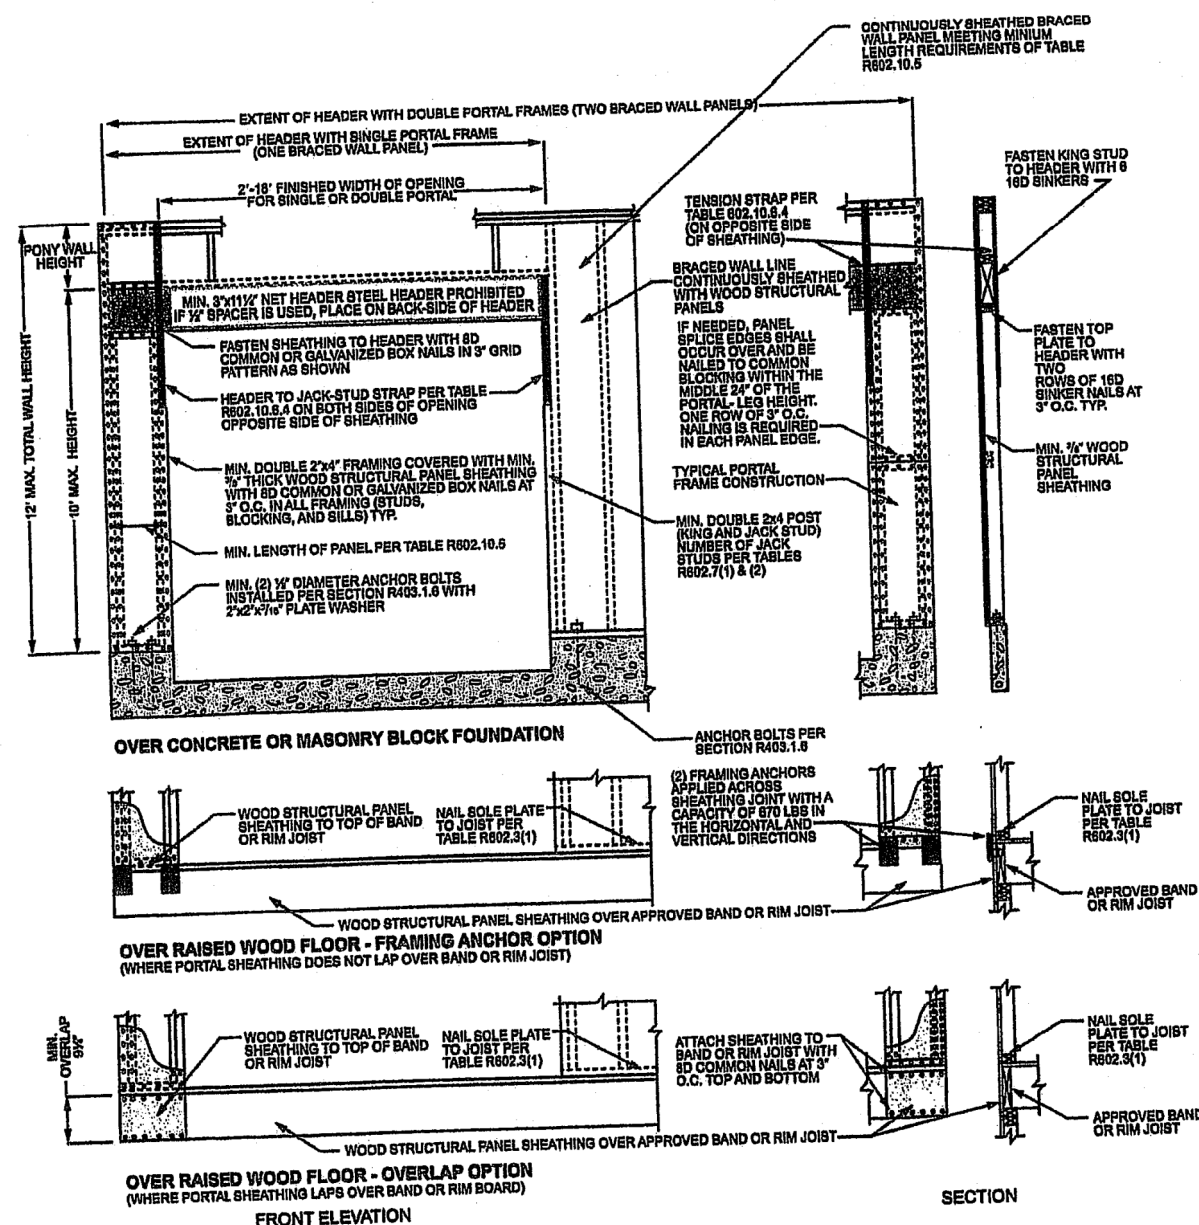 CONTINUOUSLY SHEATHED BRACED
WALL PANEL MEETING MINIUM
LENGTH REQUIREMENTS OF TABLE
R602.10.5
EXTENT OF HEADER WITH DOUBLE PORTAL FRAMES (TWO BRACED WALL PANELS)
EXTENT OF HEADER WITH SINGLE PORTAL FRAME
(ONE BRACED WALL PANEL)
2'-18' FINISHED WIDTH OF OPENING
FOR SINGLE OR DOUBLE PORTAL
FASTEN KING STUD
TO HEADER WITH 6
16D SINKERS
TENSION STRAP PER
TABLE 602.10.6.4
(ON OPPOSITE SIDE
OF SHEATHING)
PONY WALL
HEIGHT
12' MAX. TOTAL WALL HEIGHT
10' MAX. HEIGHT
MIN. 3"x11¼" NET HEADER STEEL HEADER PROHIBITED
IF ½" SPACER IS USED, PLACE ON BACK-SIDE OF HEADER
BRACED WALL LINE
CONTINUOUSLY SHEATHED
WITH WOOD STRUCTURAL
PANELS
FASTEN SHEATHING TO HEADER WITH 8D
COMMON OR GALVANIZED BOX NAILS IN 3" GRID
PATTERN AS SHOWN
IF NEEDED, PANEL
SPLICE EDGES SHALL
OCCUR OVER AND BE
NAILED TO COMMON
BLOCKING WITHIN THE
MIDDLE 24" OF THE
PORTAL- LEG HEIGHT.
ONE ROW OF 3" O.C.
NAILING IS REQUIRED
IN EACH PANEL EDGE.
FASTEN TOP
PLATE TO
HEADER WITH
TWO
ROWS OF 16D
SINKER NAILS AT
3" O.C. TYP.
HEADER TO JACK-STUD STRAP PER TABLE
R602.10.6.4 ON BOTH SIDES OF OPENING
OPPOSITE SIDE OF SHEATHING
MIN. ⅜" WOOD
STRUCTURAL
PANEL
SHEATHING
MIN. DOUBLE 2"x4" FRAMING COVERED WITH MIN.
⅜" THICK WOOD STRUCTURAL PANEL SHEATHING
WITH 8D COMMON OR GALVANIZED BOX NAILS AT
3" O.C. IN ALL FRAMING (STUDS,
BLOCKING, AND SILLS) TYP.
TYPICAL PORTAL
FRAME CONSTRUCTION
MIN. LENGTH OF PANEL PER TABLE R602.10.5
MIN. DOUBLE 2x4 POST
(KING AND JACK STUD)
NUMBER OF JACK
STUDS PER TABLES
R602.7(1) & (2)
MIN. (2) ½" DIAMETER ANCHOR BOLTS
INSTALLED PER SECTION R403.1.6 WITH
2"x2"x³/₁₆" PLATE WASHER
OVER CONCRETE OR MASONRY BLOCK FOUNDATION
ANCHOR BOLTS PER
SECTION R403.1.6
WOOD STRUCTURAL PANEL
SHEATHING TO TOP OF BAND
OR RIM JOIST
NAIL SOLE PLATE
TO JOIST PER
TABLE R602.3(1)
(2) FRAMING ANCHORS
APPLIED ACROSS
SHEATHING JOINT WITH A
CAPACITY OF 670 LBS IN
THE HORIZONTAL AND
VERTICAL DIRECTIONS
NAIL SOLE
PLATE TO JOIST
PER TABLE
R602.3(1)
APPROVED BAND
OR RIM JOIST
WOOD STRUCTURAL PANEL SHEATHING OVER APPROVED BAND OR RIM JOIST
OVER RAISED WOOD FLOOR - FRAMING ANCHOR OPTION
(WHERE PORTAL SHEATHING DOES NOT LAP OVER BAND OR RIM JOIST)
MIN.
OVERLAP
9¼"
WOOD STRUCTURAL PANEL
SHEATHING TO TOP OF BAND
OR RIM JOIST
NAIL SOLE PLATE
TO JOIST PER
TABLE R602.3(1)
ATTACH SHEATHING TO
BAND OR RIM JOIST WITH
8D COMMON NAILS AT 3"
O.C. TOP AND BOTTOM
NAIL SOLE
PLATE TO JOIST
PER TABLE
R602.3(1)
APPROVED BAND
OR RIM JOIST
WOOD STRUCTURAL PANEL SHEATHING OVER APPROVED BAND OR RIM JOIST
OVER RAISED WOOD FLOOR - OVERLAP OPTION
(WHERE PORTAL SHEATHING LAPS OVER BAND OR RIM BOARD)
FRONT ELEVATION
SECTION